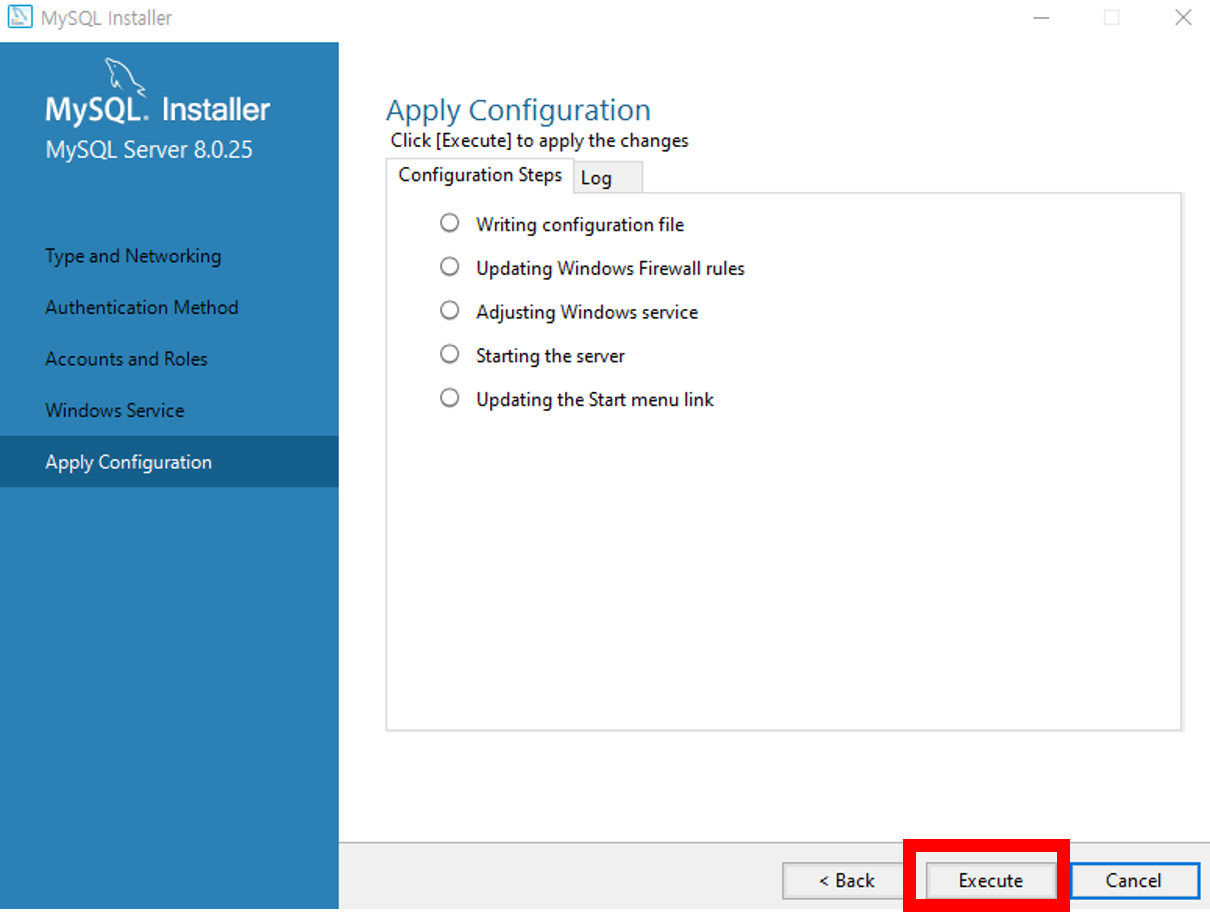 MySQL Installer
MySQL. Installer
MySQL Server 8.0.25
Type and Networking
Authentication Method
Accounts and Roles
Windows Service
Apply Configuration
Apply Configuration
Click [Execute] to apply the changes
Configuration Steps
Log
Writing configuration file
Updating Windows Firewall rules
Adjusting Windows service
Starting the server
Updating the Start menu link
< Back
Execute
Cancel